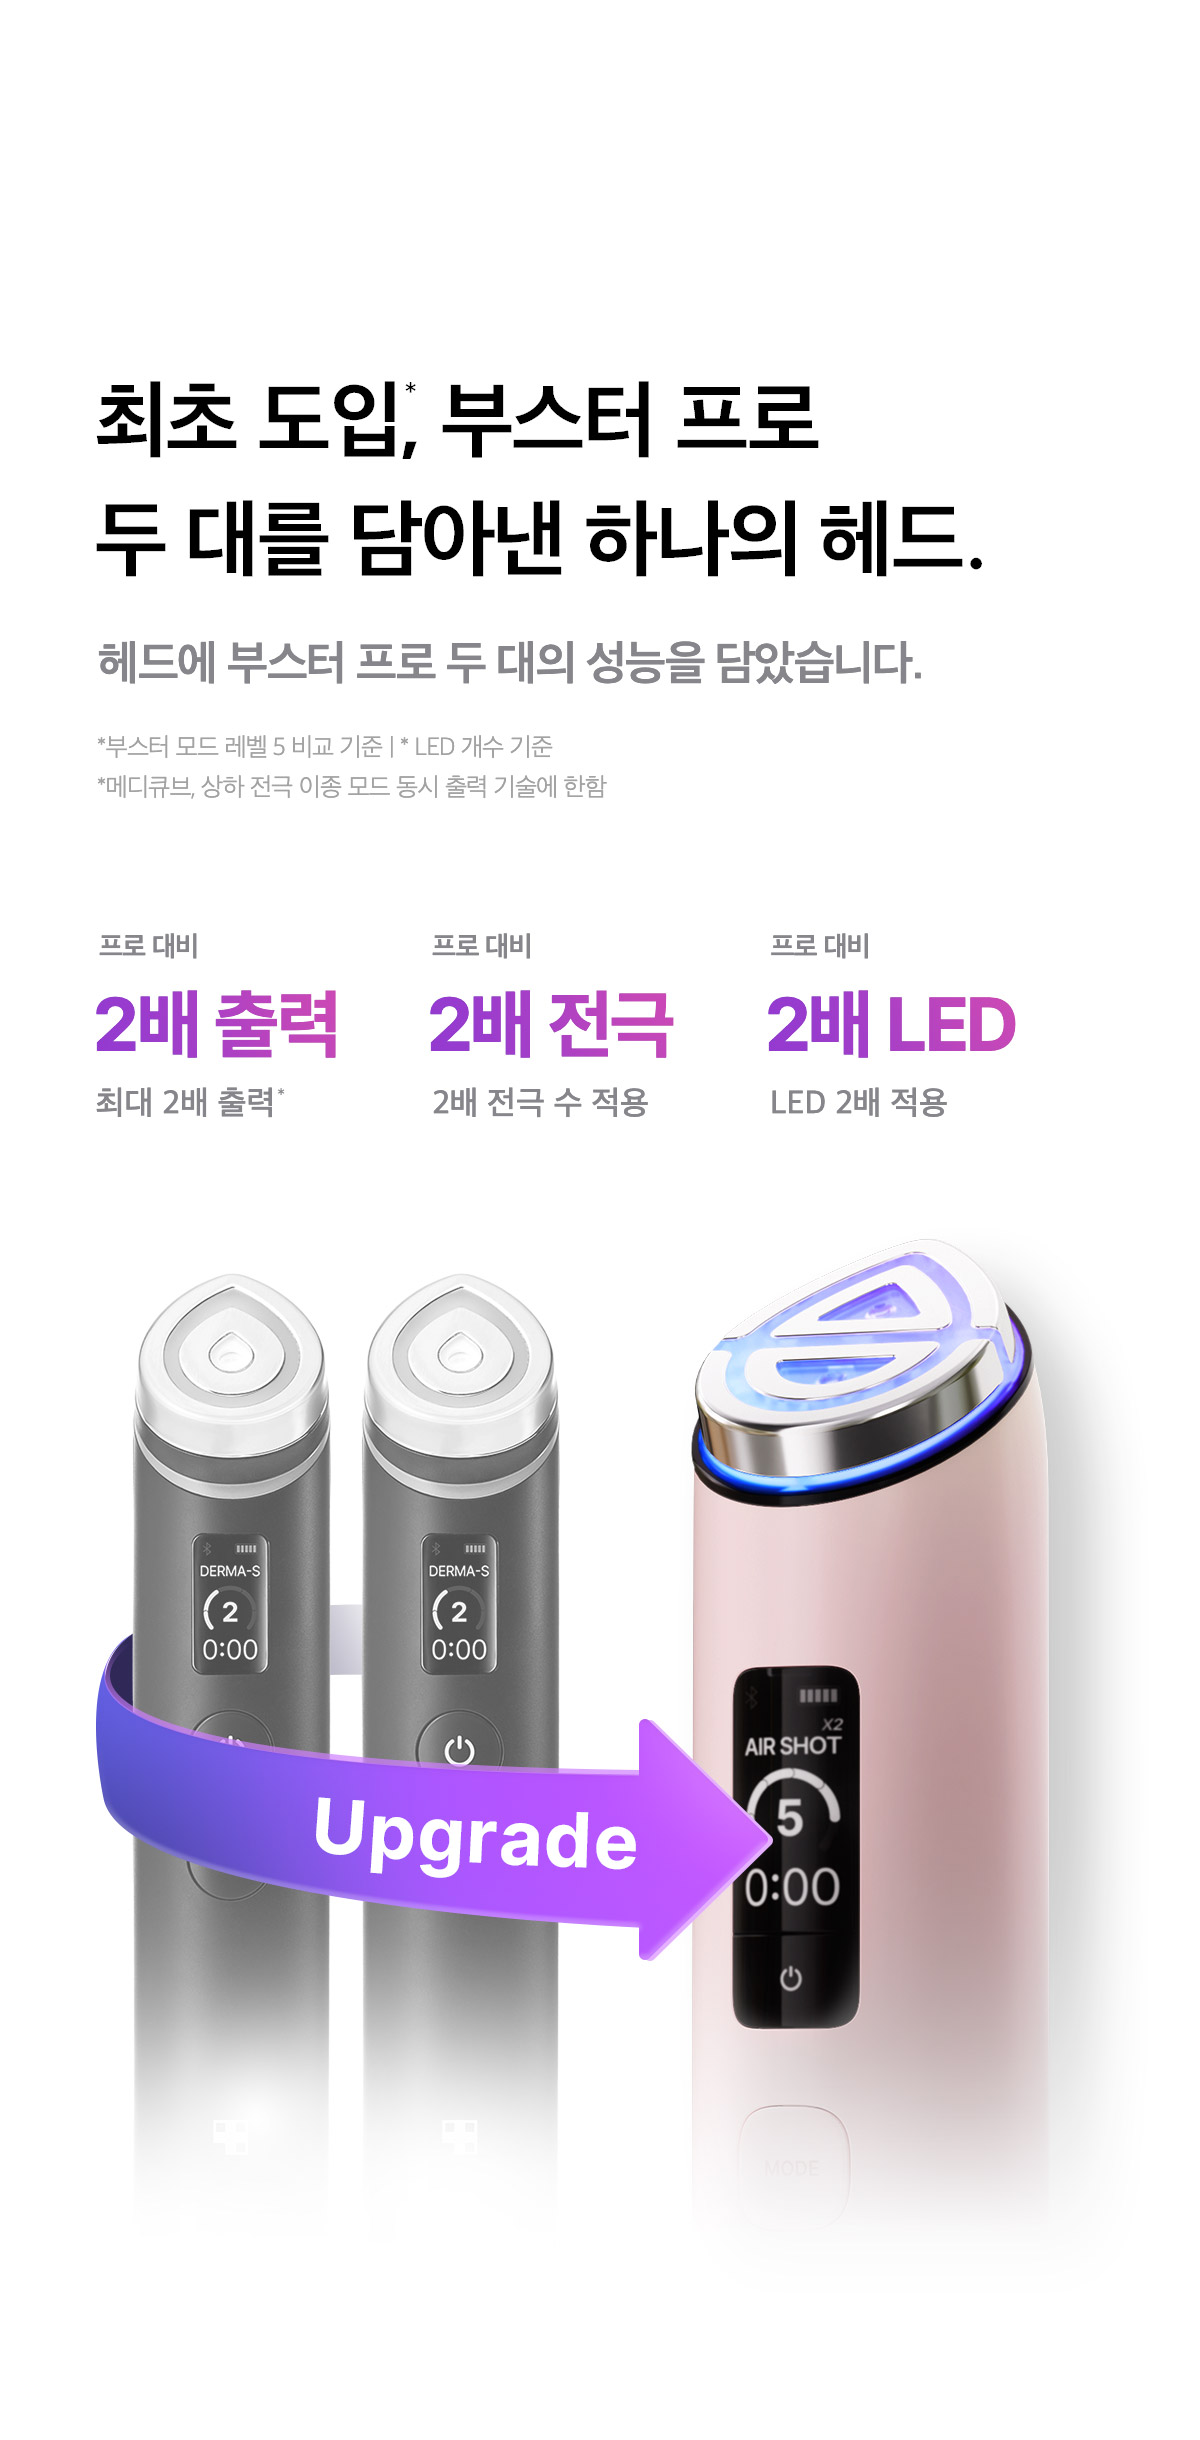 최초 도입*, 부스터 프로
두 대를 담아낸 하나의 헤드.
헤드에 부스터 프로 두 대의 성능을 담았습니다.
*부스터 모드 레벨 5 비교 기준 | * LED 개수 기준
*메디큐브, 상하 전극 이종 모드 동시 출력 기술에 한함
프로 대비
2배 출력
최대 2배 출력*
프로 대비
2배 전극
2배 전극 수 적용
프로 대비
2배 LED
LED 2배 적용
DERMA-S
2
0:00
DERMA-S
2
0:00
Upgrade
X2
AIR SHOT
5
0:00
MODE